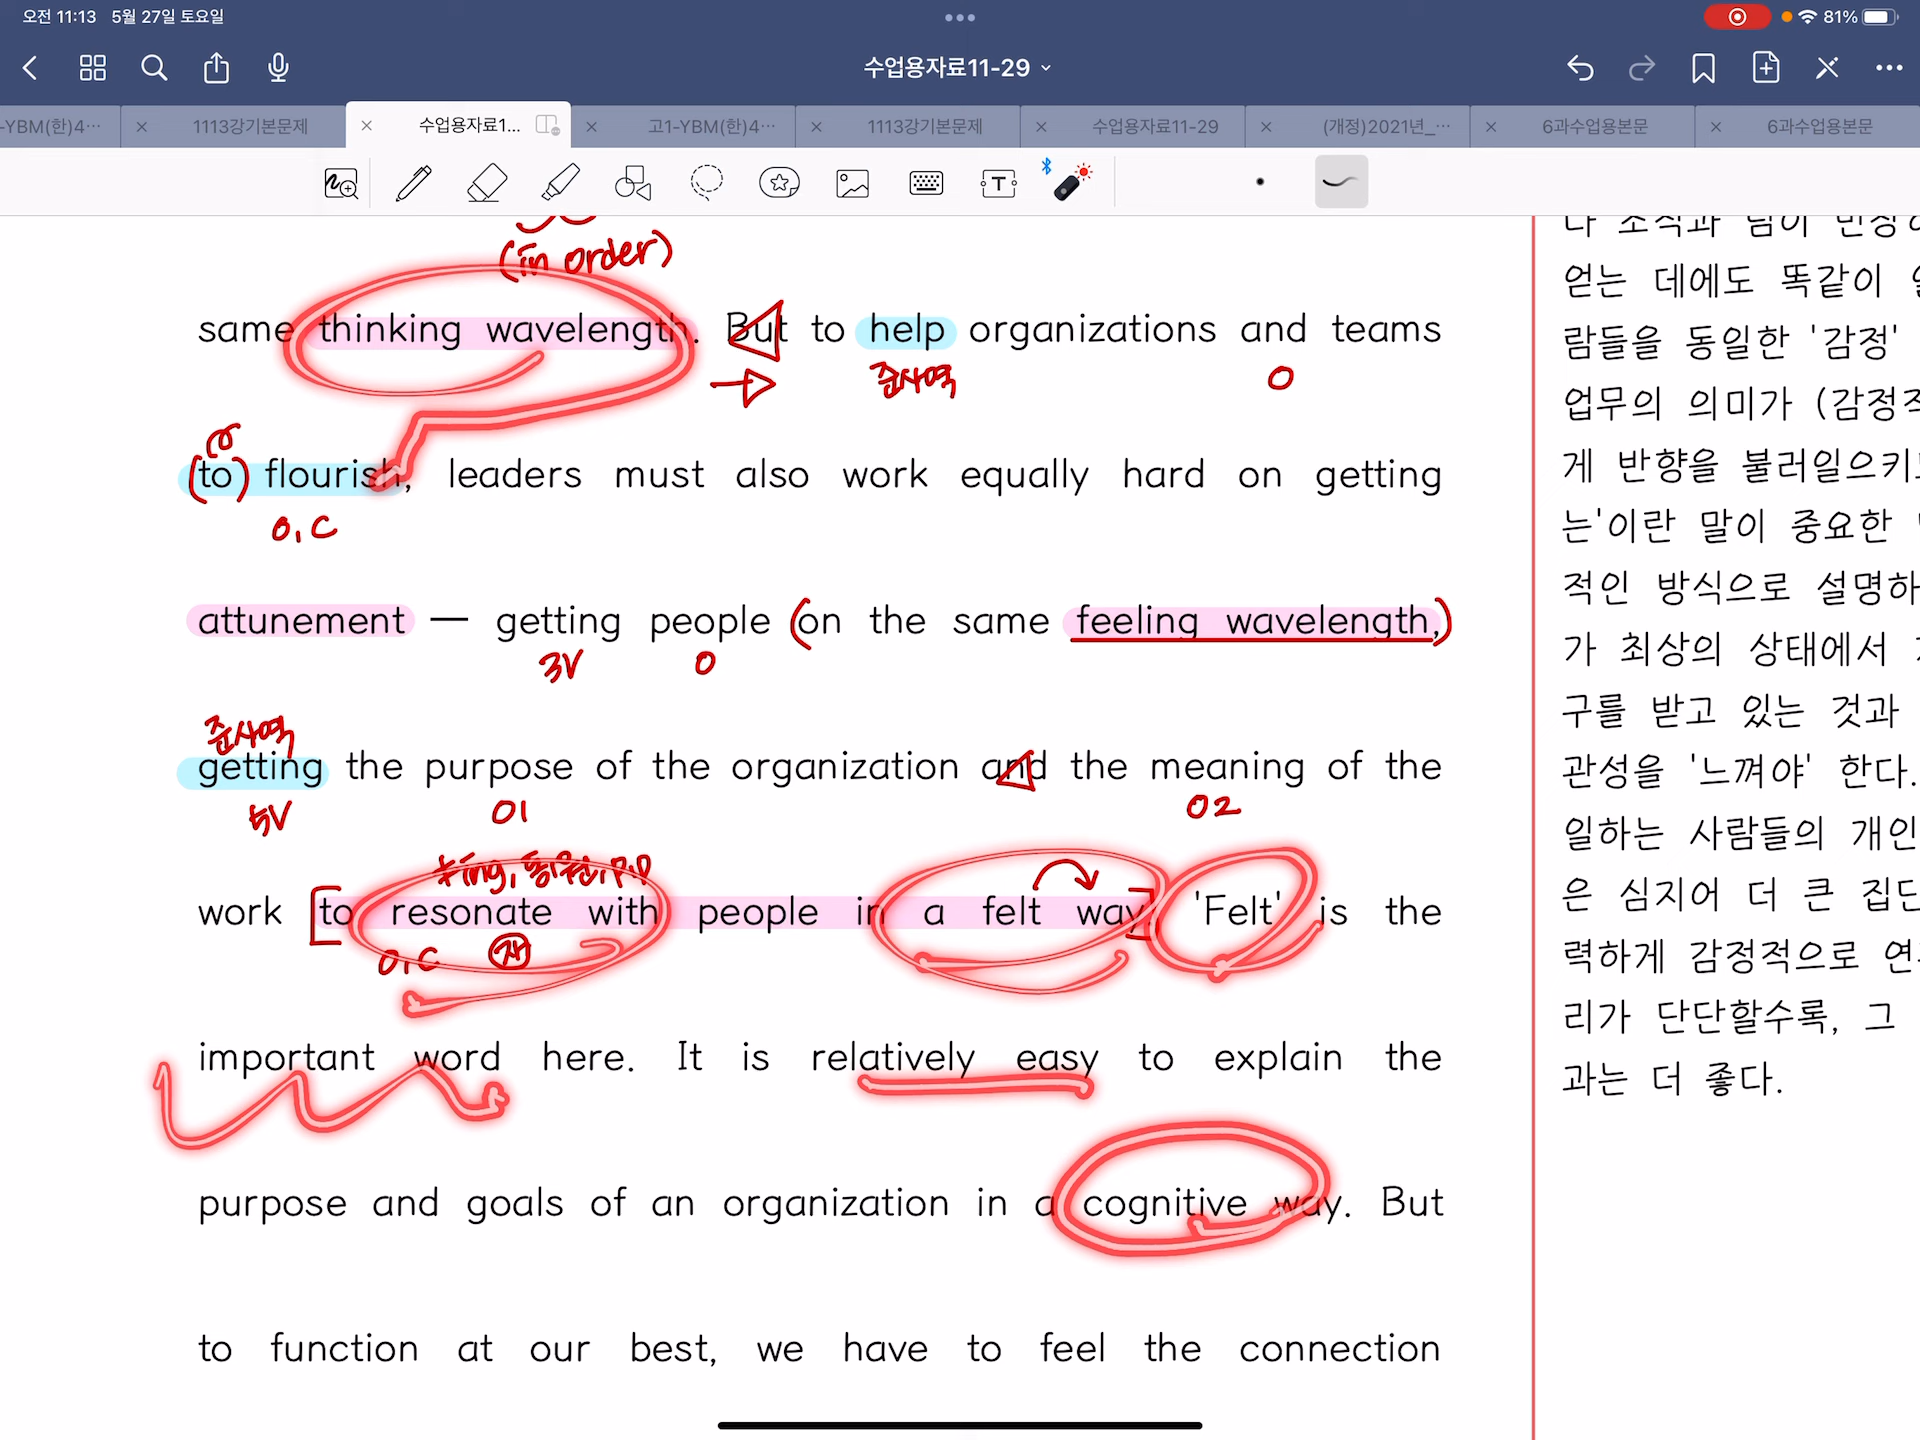 오전 11:13 5월 27일 토요일
81%
수업용자료11-29
-YBM(한)4…
1113강기본문제
수업용자료1...
고1-YBM(한)4…
1113강기본문제
수업용자료11-29
(개정)2021년_…
6과수업용본문
6과수업용본문
(in order)
same thinking wavelength. But to help organizations and teams
준사역 O
(to) flourish, leaders must also work equally hard on getting
O.C
attunement — getting people (on the same feeling wavelength,)
3V O
준사역
getting the purpose of the organization and the meaning of the
5V O1 O2
work [to resonate with people in a felt way]. 'Felt' is the
O.C 자
important word here. It is relatively easy to explain the
purpose and goals of an organization in a cognitive way. But
to function at our best, we have to feel the connection
얻는 데에도 똑같이
람들을 동일한 '감정'
업무의 의미가 (감정적
게 반향을 불러일으키
는'이란 말이 중요한
적인 방식으로 설명하
가 최상의 상태에서
구를 받고 있는 것과
관성을 '느껴야' 한다.
일하는 사람들의 개인
은 심지어 더 큰 집단
력하게 감정적으로 연
리가 단단할수록, 그
과는 더 좋다.